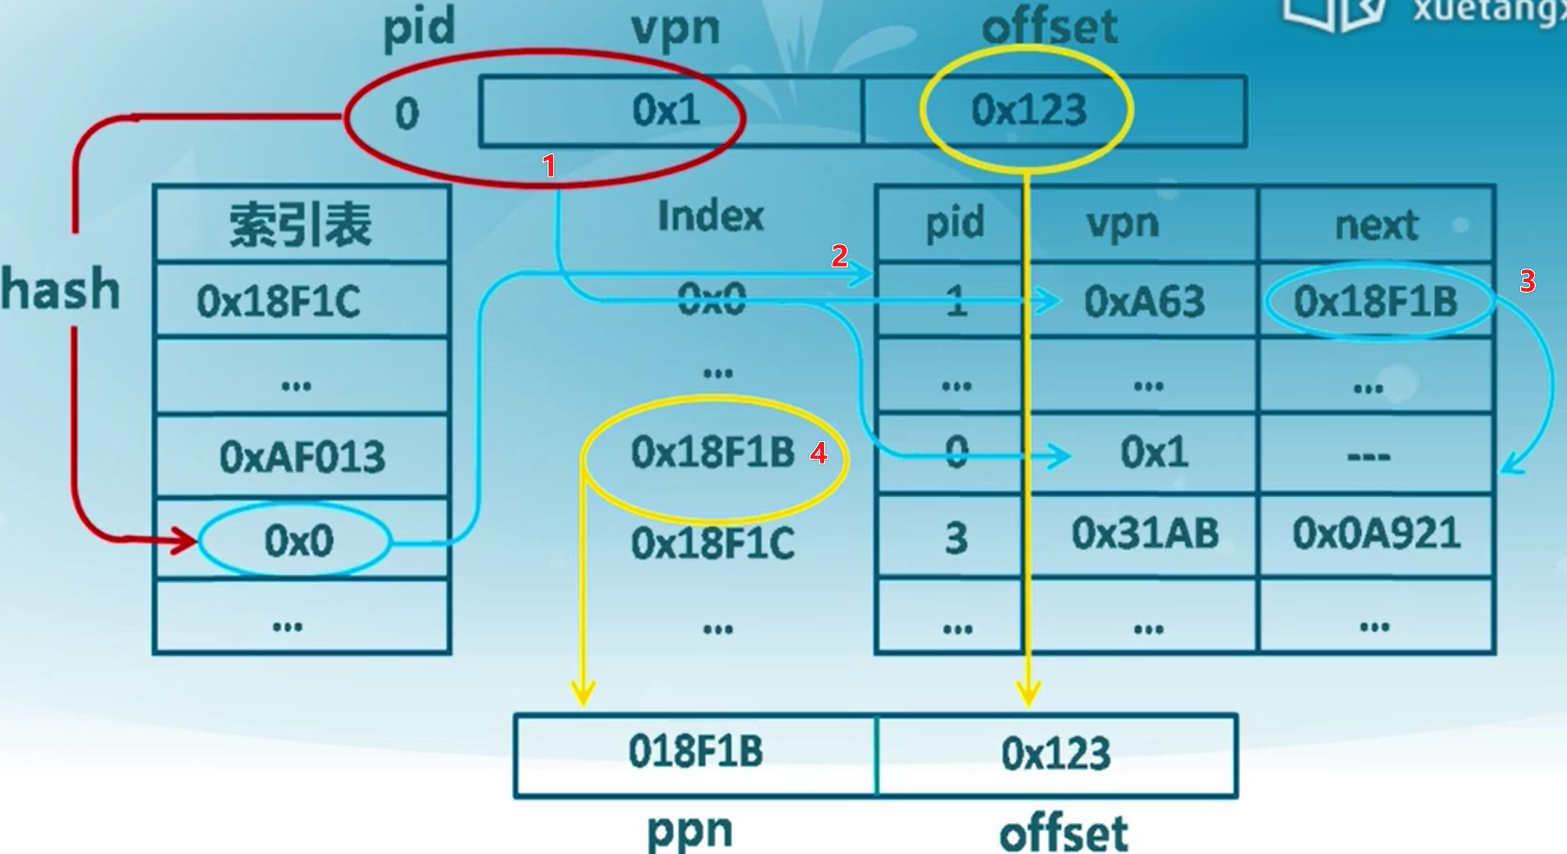 xuetangx
pid vpn offset
0 0x1 0x123
1
索引表 Index pid vpn next
hash
2
3
0x18F1C 0x0 1 0xA63 0x18F1B
... ... ... ... ...
0xAF013 0x18F1B 4 0 0x1 ---
0x0 0x18F1C 3 0x31AB 0x0A921
... ... ... ... ...
018F1B 0x123
ppn offset